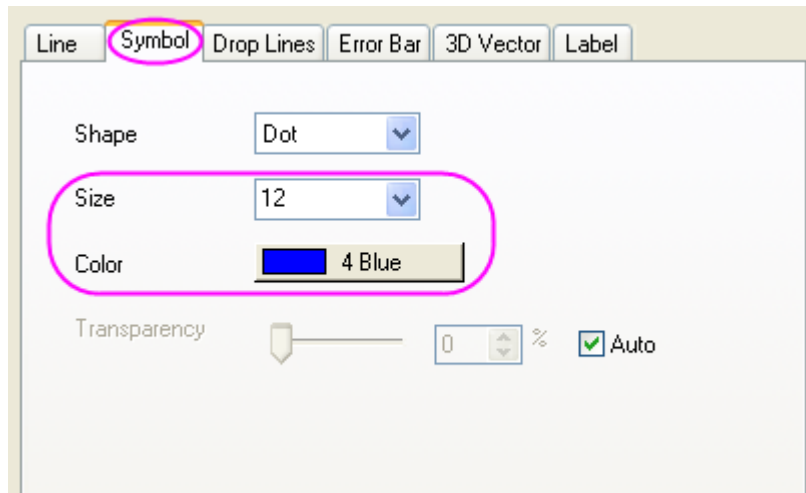 Line Symbol Drop Lines Error Bar 3D Vector Label
Shape Dot
Size 12
Color 4 Blue
Transparency 0 % Auto